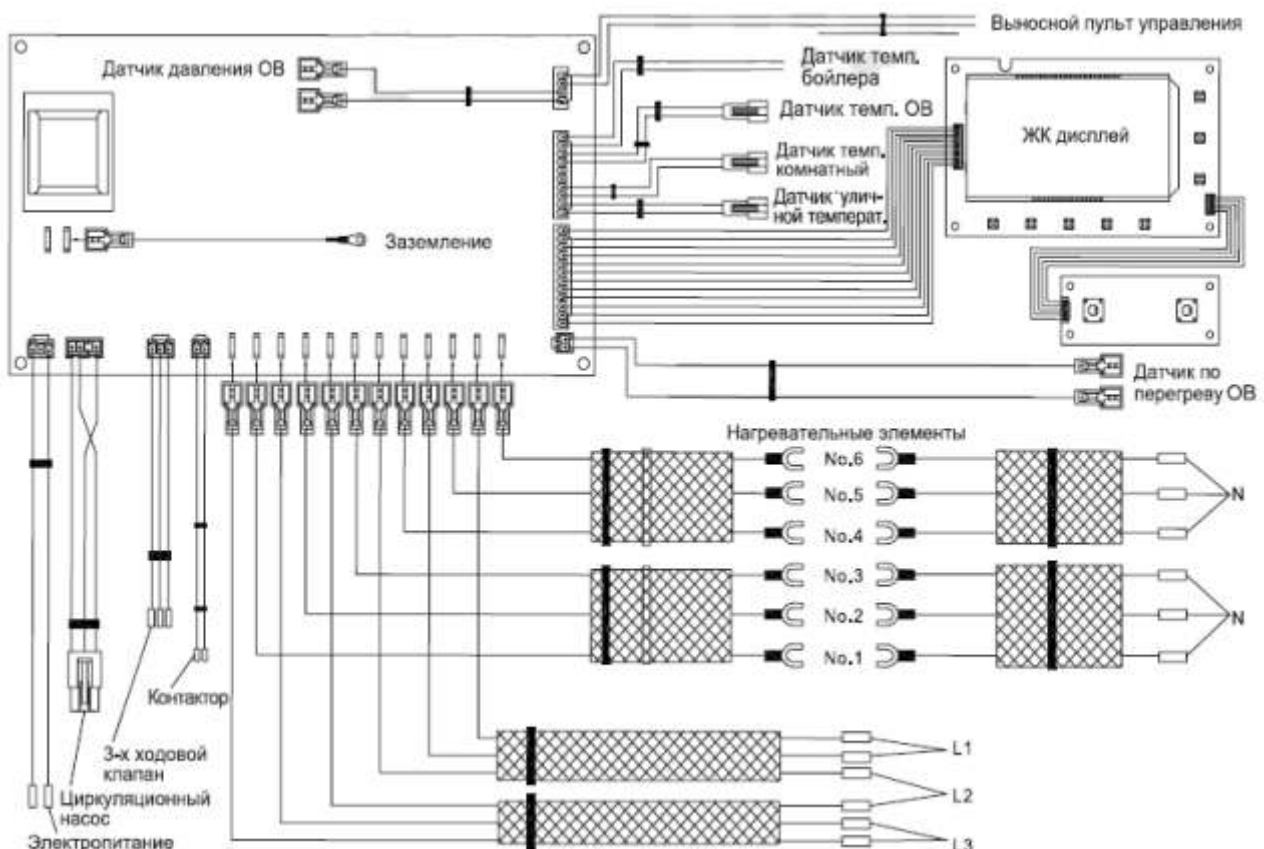 Выносной пульт управления
Датчик давления ОВ
Датчик темп.
бойлера
Датчик темп. ОВ
ЖК дисплей
Датчик темп.
комнатный
Датчик улич-
ной температ.
Заземление
Датчик по
перегреву ОВ
Нагревательные элементы
No.6
No.5
N
No.4
No.3
No.2
N
No.1
Контактор
3-х ходовой
клапан
L1
Циркуляционный
насос
L2
Электропитание
L3